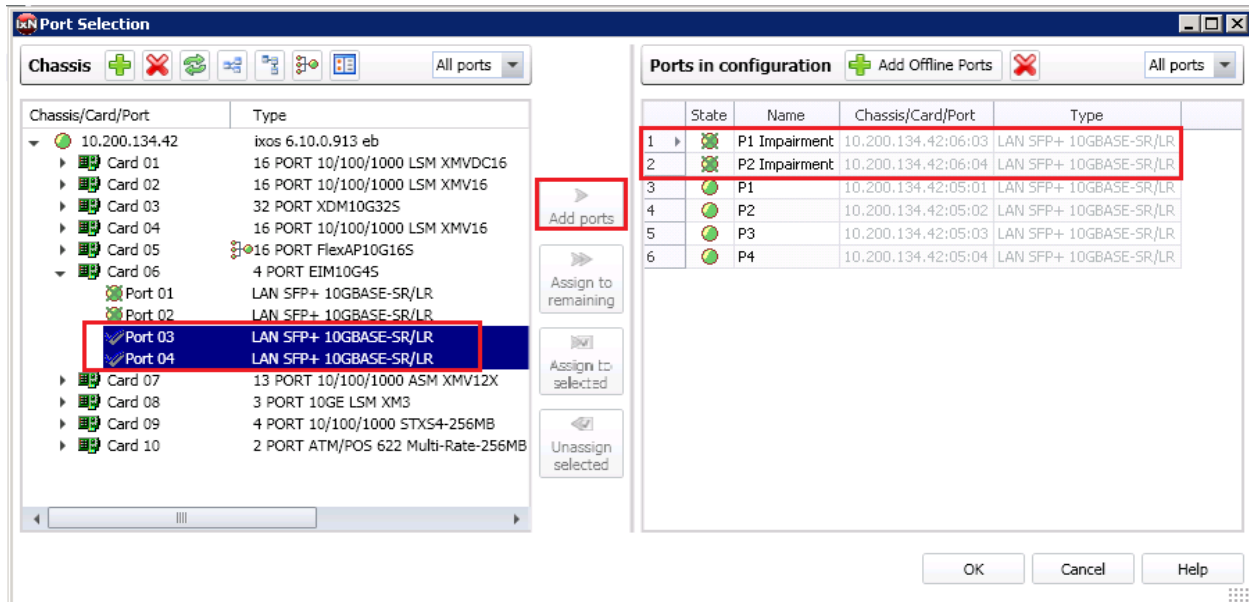 ixN Port Selection
Chassis All ports
Ports in configuration Add Offline Ports All ports
Chassis/Card/Port Type
10.200.134.42 ixos 6.10.0.913 eb
Card 01 16 PORT 10/100/1000 LSM XMVDC16
Card 02 16 PORT 10/100/1000 LSM XMV16
Card 03 32 PORT XDM10G32S
Card 04 16 PORT 10/100/1000 LSM XMV16
Card 05 16 PORT FlexAP10G16S
Card 06 4 PORT EIM10G4S
Port 01 LAN SFP+ 10GBASE-SR/LR
Port 02 LAN SFP+ 10GBASE-SR/LR
Port 03 LAN SFP+ 10GBASE-SR/LR
Port 04 LAN SFP+ 10GBASE-SR/LR
Card 07 13 PORT 10/100/1000 ASM XMV12X
Card 08 3 PORT 10GE LSM XM3
Card 09 4 PORT 10/100/1000 STXS4-256MB
Card 10 2 PORT ATM/POS 622 Multi-Rate-256MB
Add ports
Assign to
remaining
Assign to
selected
Unassign
selected
State Name Chassis/Card/Port Type
1 P1 Impairment 10.200.134.42:06:03 LAN SFP+ 10GBASE-SR/LR
2 P2 Impairment 10.200.134.42:06:04 LAN SFP+ 10GBASE-SR/LR
3 P1 10.200.134.42:05:01 LAN SFP+ 10GBASE-SR/LR
4 P2 10.200.134.42:05:02 LAN SFP+ 10GBASE-SR/LR
5 P3 10.200.134.42:05:03 LAN SFP+ 10GBASE-SR/LR
6 P4 10.200.134.42:05:04 LAN SFP+ 10GBASE-SR/LR
OK Cancel Help